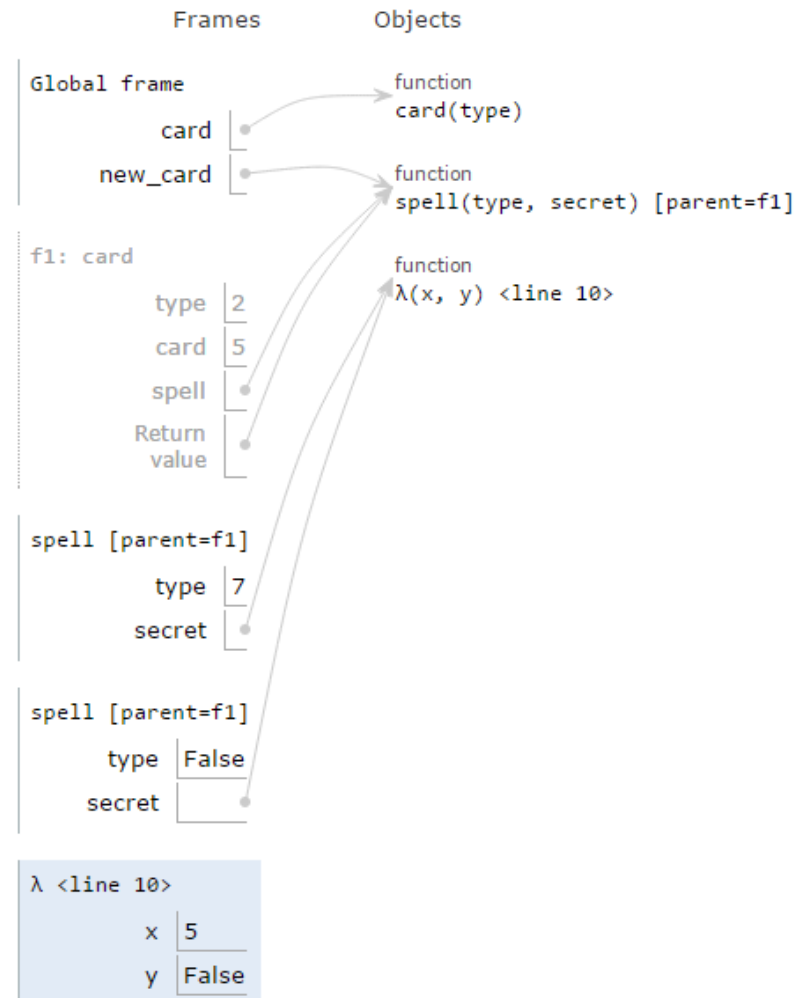 Frames Objects
Global frame
card
new_card
function
card(type)
function
spell(type, secret) [parent=f1]
function
λ(x, y) <line 10>
f1: card
type 2
card 5
spell
Return
value
spell [parent=f1]
type 7
secret
spell [parent=f1]
type False
secret
λ <line 10>
x 5
y False